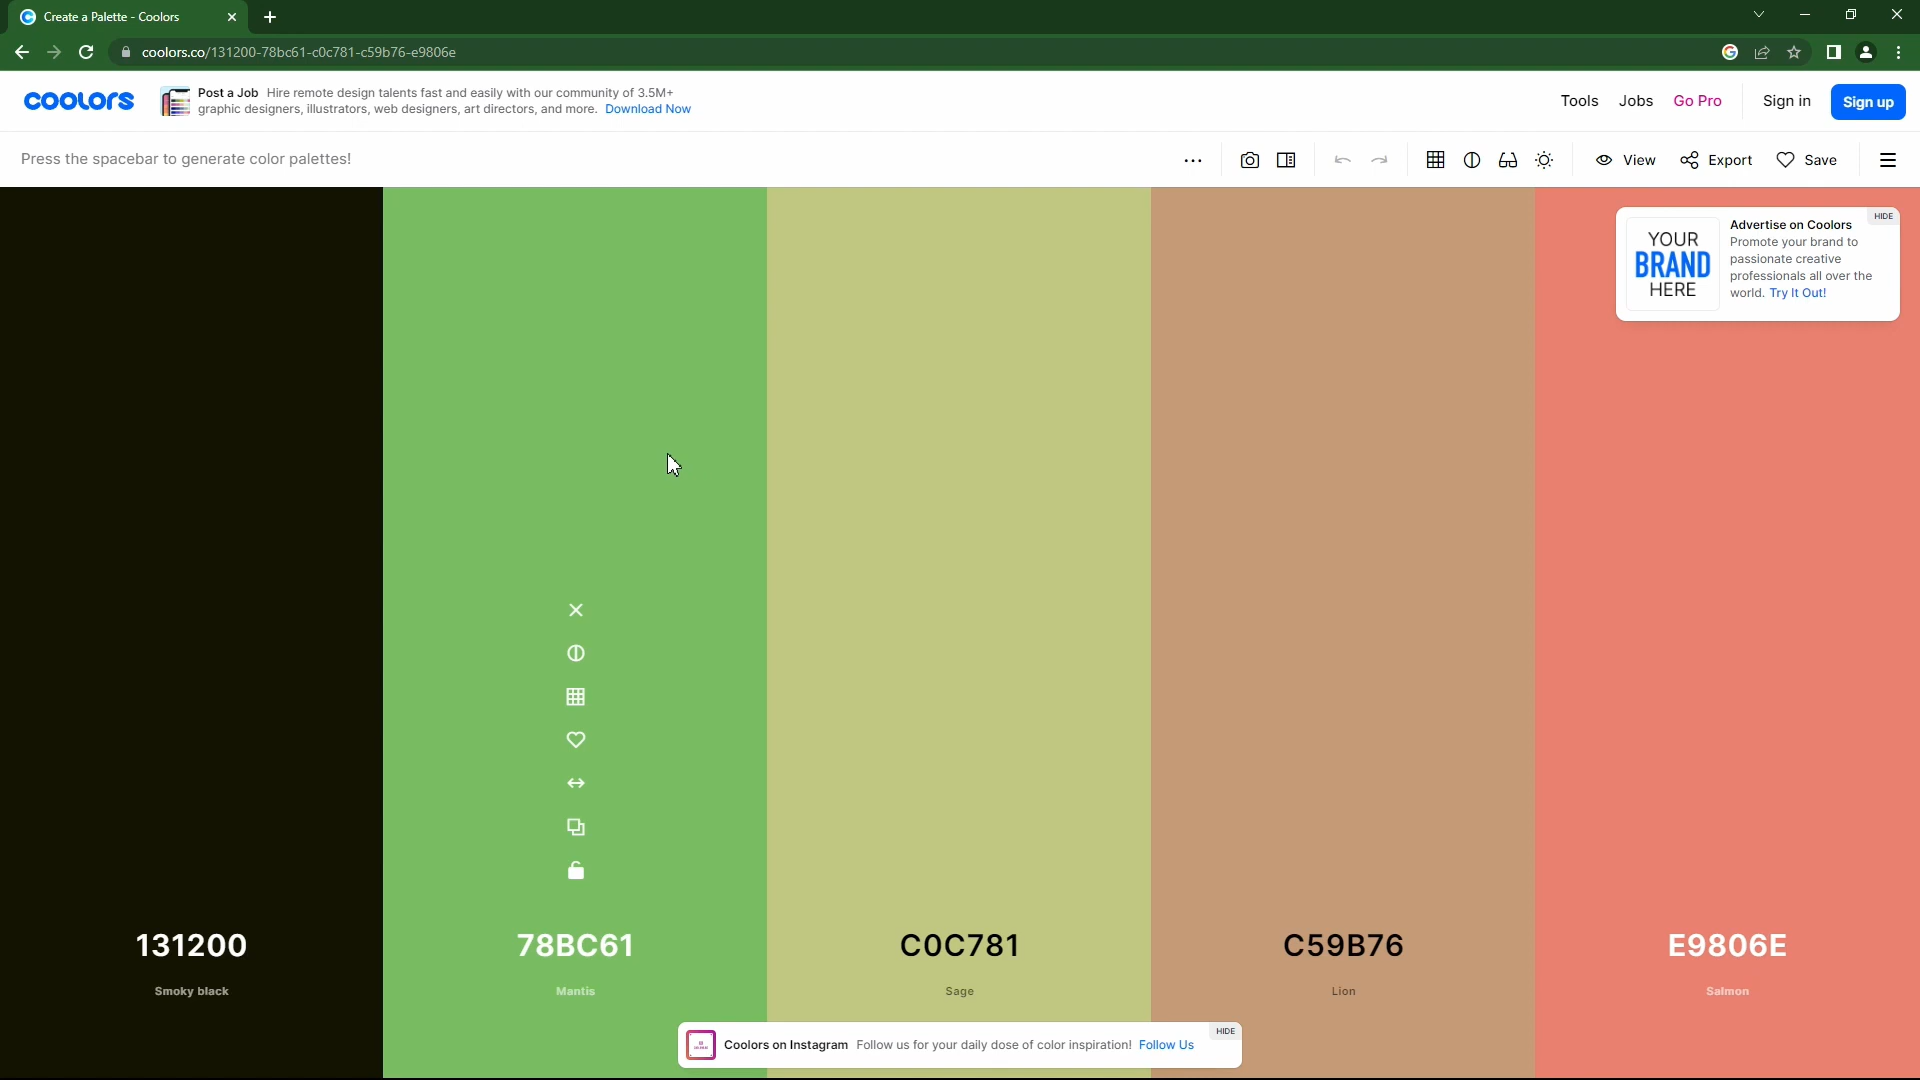 Create a Palette - Coolors
coolors.co/131200-78bc61-c0c781-c59b76-e9806e
coolors
Post a Job Hire remote design talents fast and easily with our community of 3.5M+
graphic designers, illustrators, web designers, art directors, and more. Download Now
Tools Jobs Go Pro Sign in Sign up
Press the spacebar to generate color palettes!
View Export Save
HIDE
YOUR
BRAND
HERE
Advertise on Coolors
Promote your brand to
passionate creative
professionals all over the
world. Try It Out!
131200 78BC61 C0C781 C59B76 E9806E
Smoky black Mantis Sage Lion Salmon
HIDE
Coolors on Instagram Follow us for your daily dose of color inspiration! Follow Us